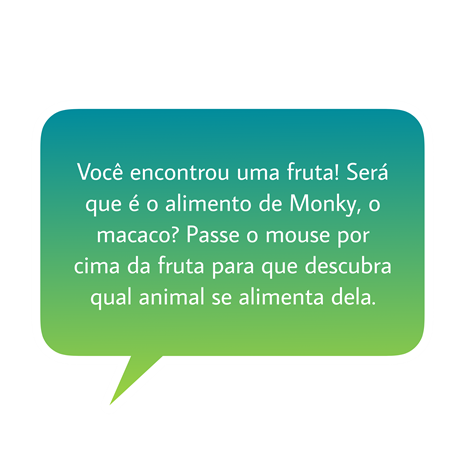 Você encontrou uma fruta! Será
que é o alimento de Monky, o
macaco? Passe o mouse por
cima da fruta para que descubra
qual animal se alimenta dela.